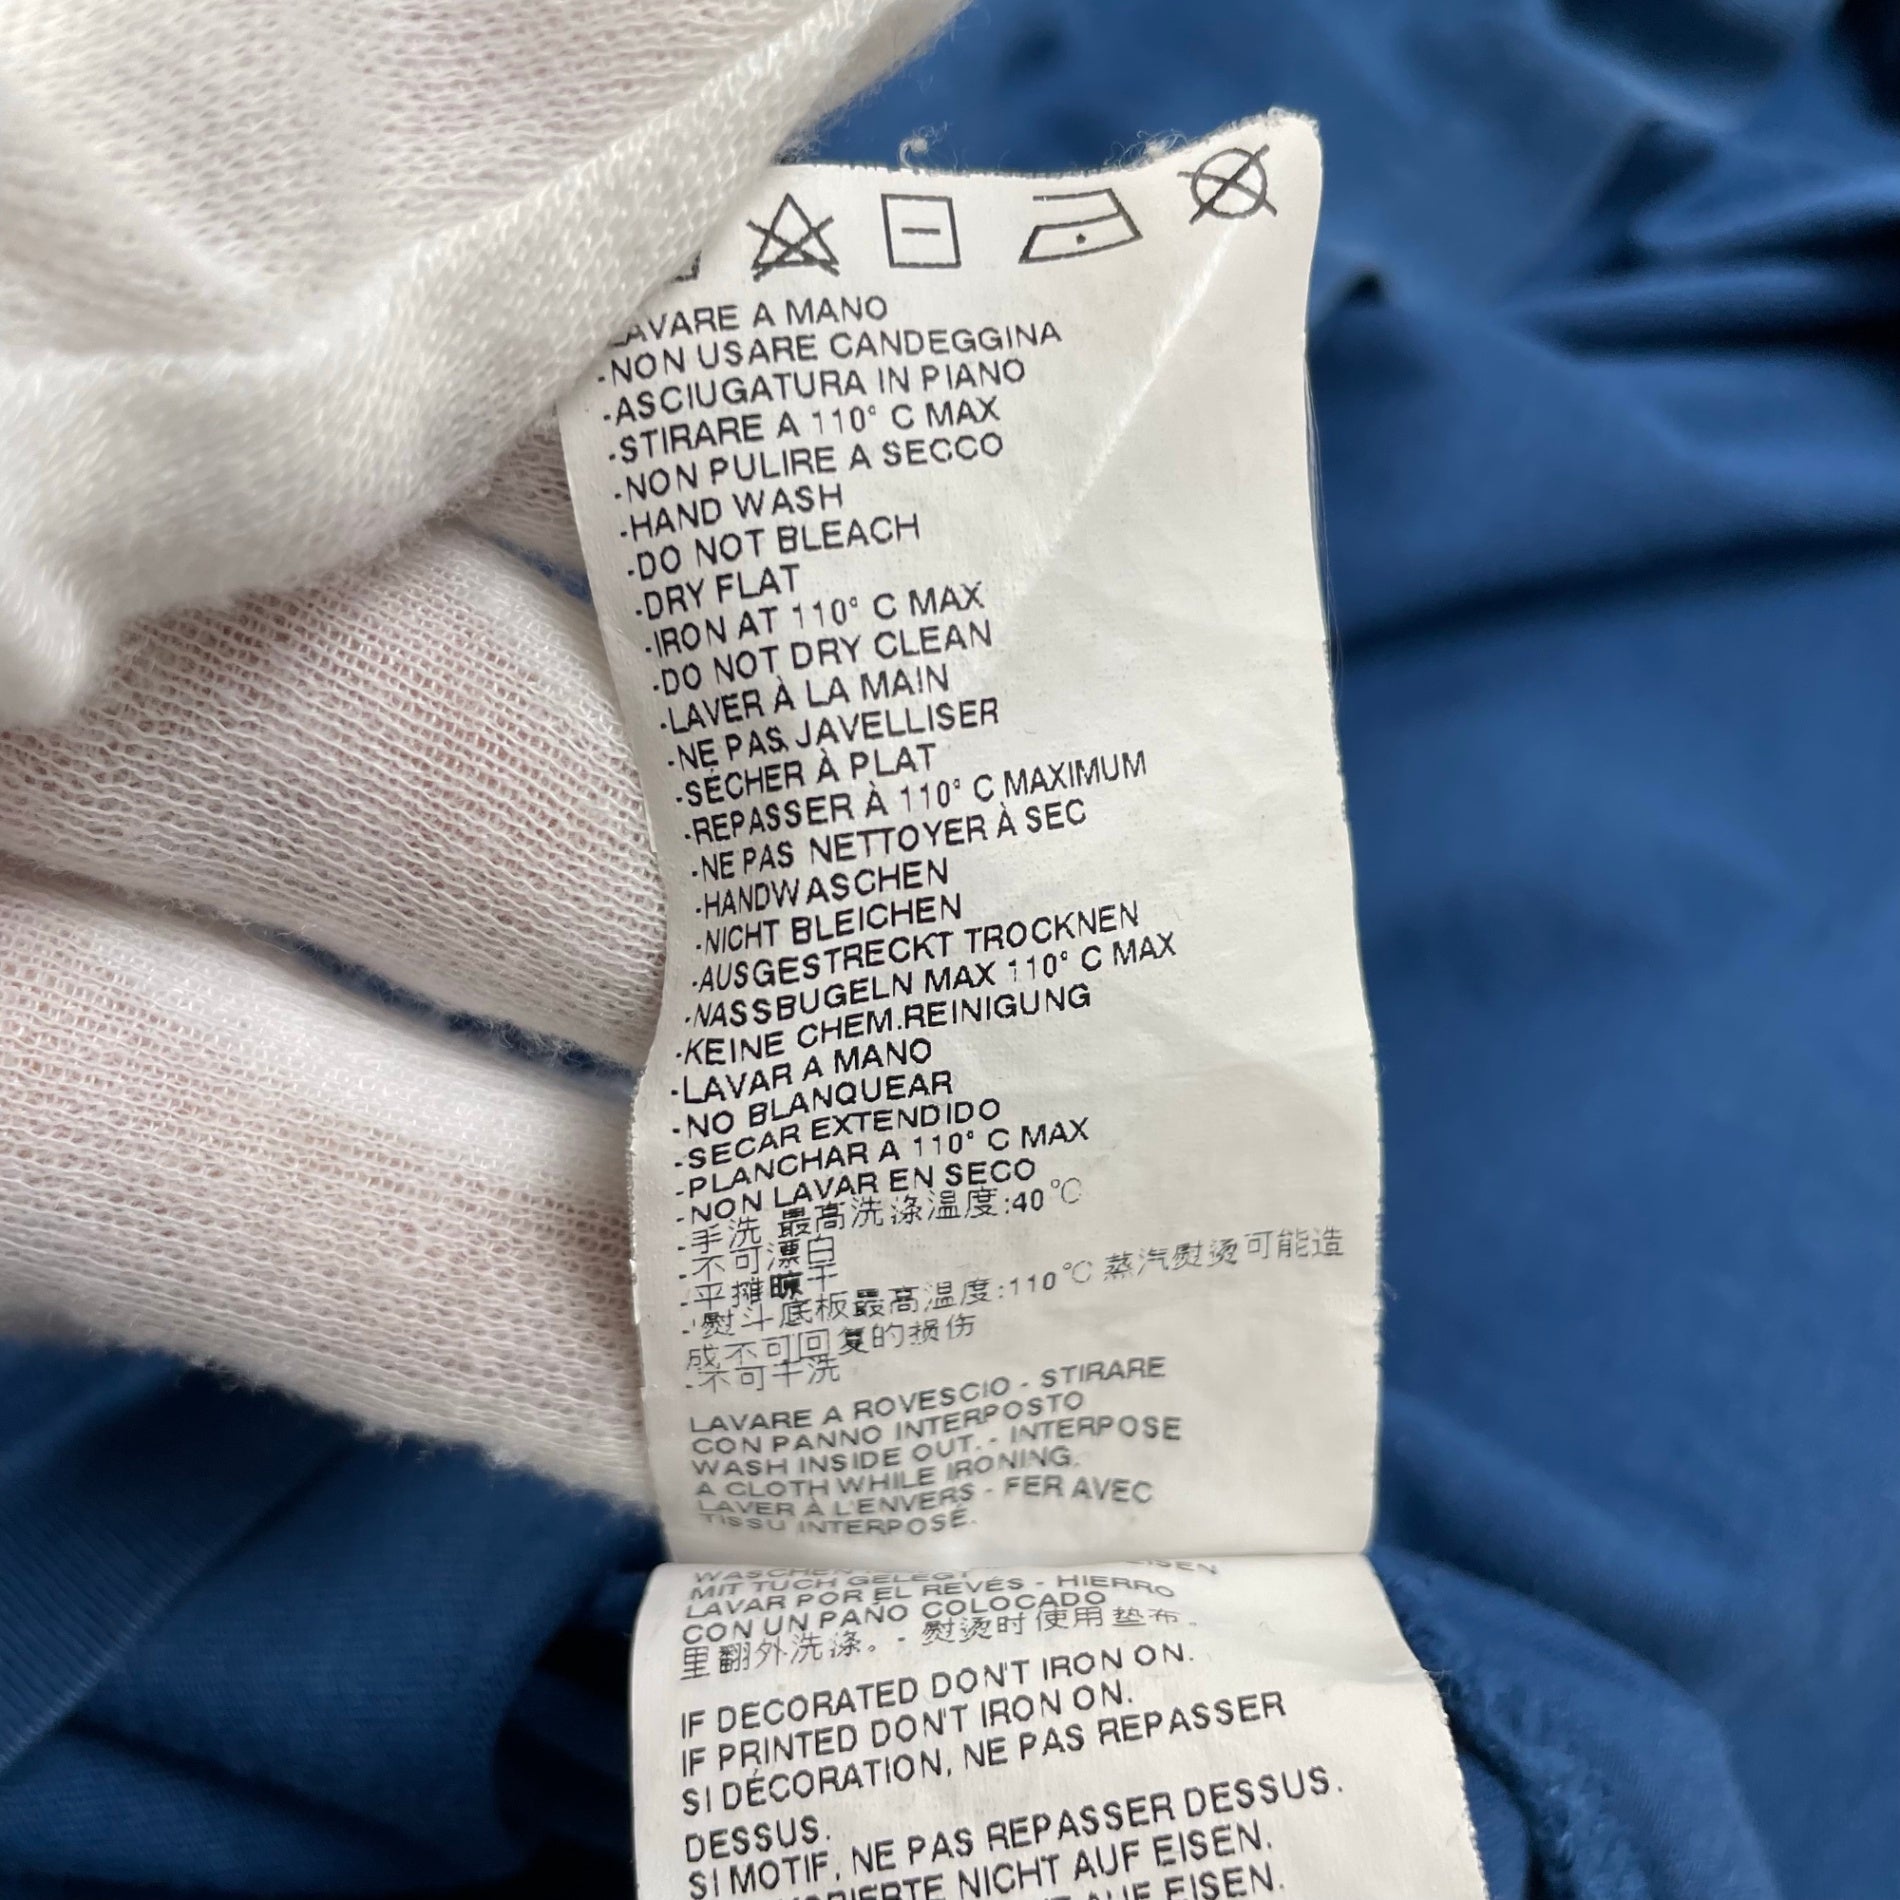 LAVARE A MANO
-NON USARE CANDEGGINA
-ASCIUGATURA IN PIANO
-STIRARE A 110° C MAX
-NON PULIRE A SECCO
-HAND WASH
-DO NOT BLEACH
-DRY FLAT
-IRON AT 110° C MAX
-DO NOT DRY CLEAN
-LAVER À LA MAIN
-NE PAS JAVELLISER
-SÉCHER À PLAT
-REPASSER À 110° C MAXIMUM
-NE PAS NETTOYER À SEC
-HANDWASCHEN
-NICHT BLEICHEN
-AUSGESTRECKT TROCKNEN
-NASSBUGELN MAX 110° C MAX
-KEINE CHEM.REINIGUNG
-LAVAR A MANO
-NO BLANQUEAR
-SECAR EXTENDIDO
-PLANCHAR A 110° C MAX
-NON LAVAR EN SECO
-手洗 最高洗涤温度:40℃
-不可漂白
-平摊晾干
-熨斗底板最高温度:110℃ 蒸汽熨烫可能造
成不可回复的损伤
-不可干洗
LAVARE A ROVESCIO - STIRARE
CON PANNO INTERPOSTO
WASH INSIDE OUT. - INTERPOSE
A CLOTH WHILE IRONING.
LAVER À L'ENVERS - FER AVEC
TISSU INTERPOSÉ.
MIT TUCH GELEGT
LAVAR POR EL REVÉS - HIERRO
CON UN PAÑO COLOCADO
里翻外洗涤。- 熨烫时使用垫布。
IF DECORATED DON'T IRON ON.
IF PRINTED DON'T IRON ON.
SI DÉCORATION, NE PAS REPASSER
DESSUS.
SI MOTIF, NE PAS REPASSER DESSUS.
NICHT AUF EISEN.
AUF EISEN.